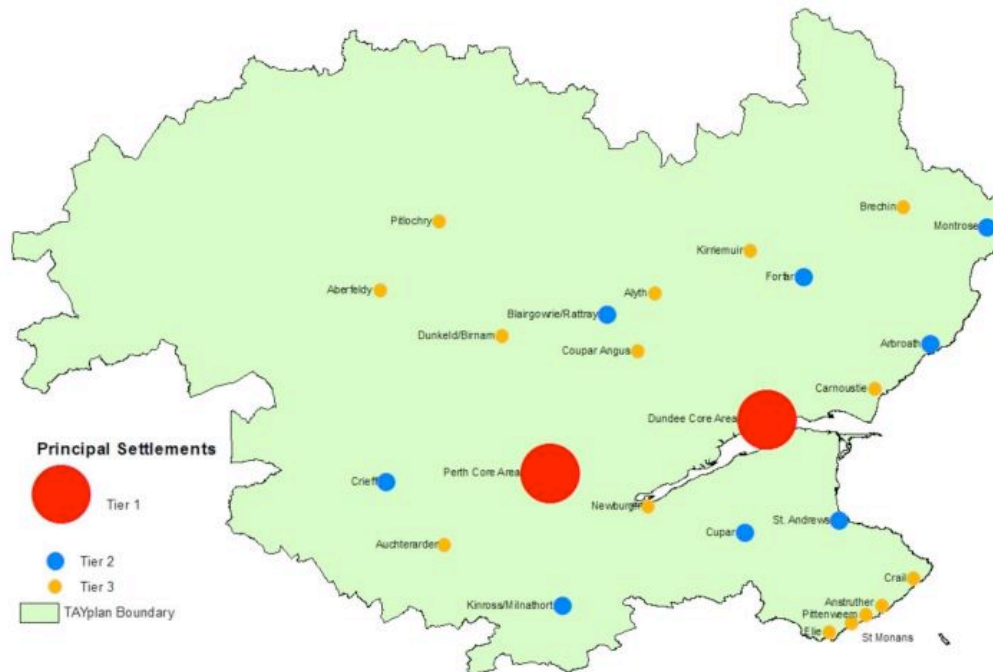 Brechin
Pitlochry
Montrose
Kirriemuir
Forfar
Aberfeldy
Alyth
Blairgowrie/Rattray
Dunkeld/Birnam
Arbroath
Coupar Angus
Carnoustie
Dundee Core Area
Principal Settlements
Perth Core Area
Crieff
Tier 1
Newburgh
St. Andrews
Cupar
Auchterarder
Tier 2
Crail
Tier 3
Kinross/Milnathort
Anstruther
TAYplan Boundary
Pittenweem
Elie
St Monans